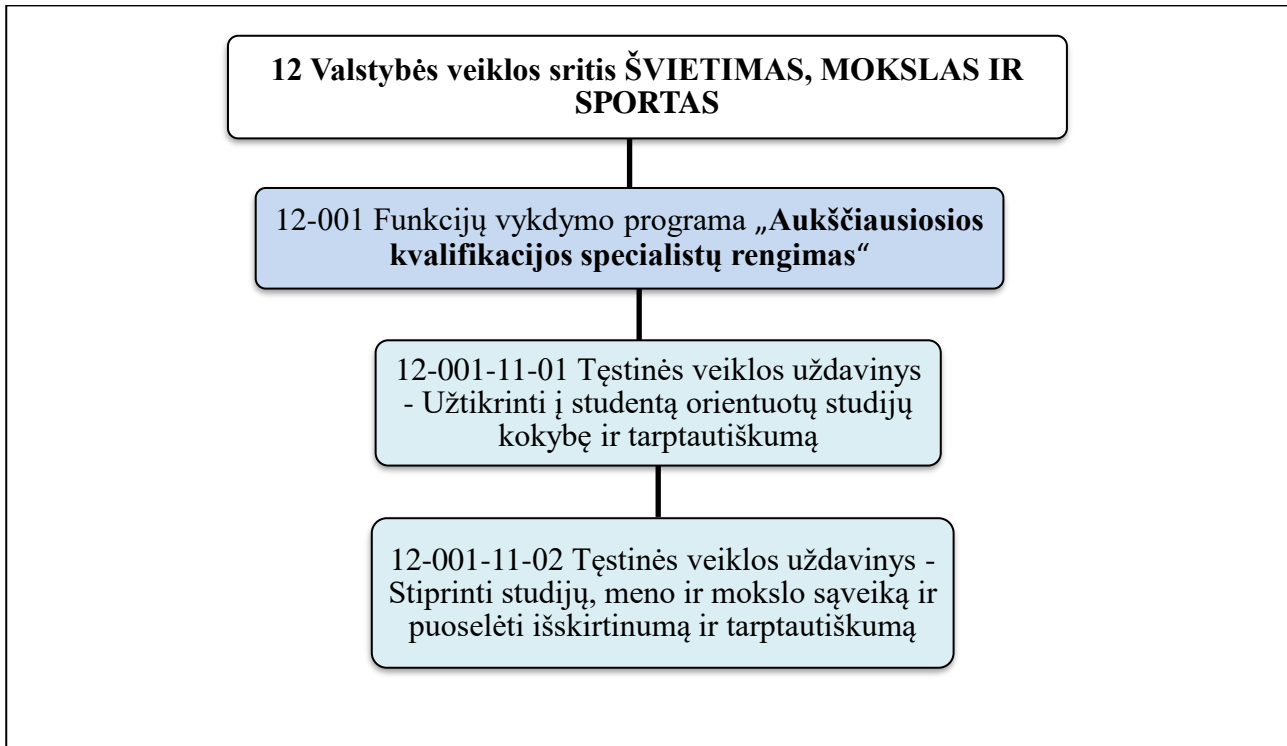 12 Valstybės veiklos sritis ŠVIETIMAS, MOKSLAS IR
SPORTAS
12-001 Funkcijų vykdymo programa „Aukščiausiosios
kvalifikacijos specialistų rengimas“
12-001-11-01 Tęstinės veiklos uždavinys
- Užtikrinti į studentą orientuotų studijų
kokybę ir tarptautiškumą
12-001-11-02 Tęstinės veiklos uždavinys -
Stiprinti studijų, meno ir mokslo sąveiką ir
puoselėti išskirtinumą ir tarptautiškumą